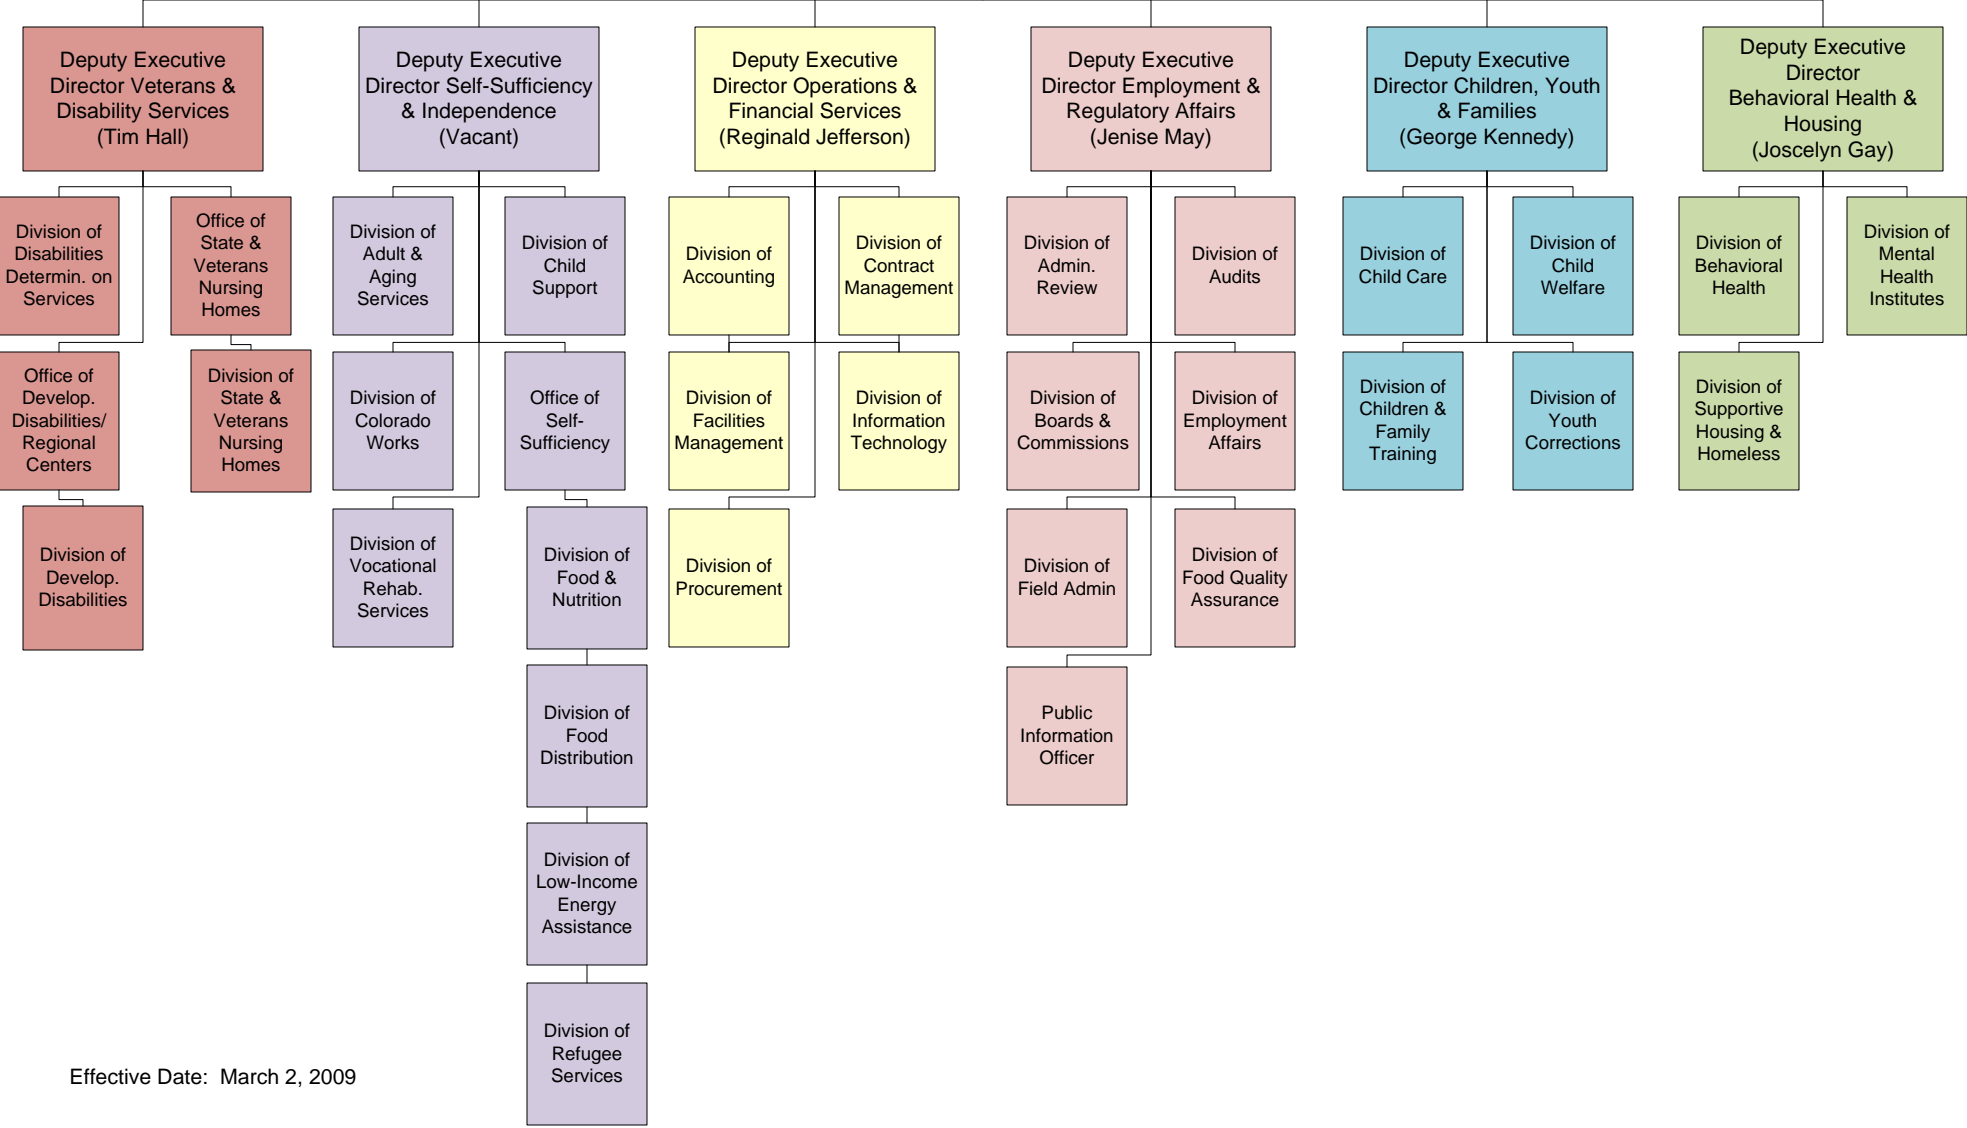 Deputy Executive
Director Veterans &
Disability Services
(Tim Hall)
Deputy Executive
Director Self-Sufficiency
& Independence
(Vacant)
Deputy Executive
Director Operations &
Financial Services
(Reginald Jefferson)
Deputy Executive
Director Employment &
Regulatory Affairs
(Jenise May)
Deputy Executive
Director Children, Youth
& Families
(George Kennedy)
Deputy Executive
Director
Behavioral Health &
Housing
(Joscelyn Gay)
Division of
Disabilities
Determin. on
Services
Office of
State &
Veterans
Nursing
Homes
Division of
Adult &
Aging
Services
Division of
Child
Support
Division of
Accounting
Division of
Contract
Management
Division of
Admin.
Review
Division of
Audits
Division of
Child Care
Division of
Child
Welfare
Division of
Behavioral
Health
Division of
Mental
Health
Institutes
Office of
Develop.
Disabilities/
Regional
Centers
Division of
State &
Veterans
Nursing
Homes
Division of
Colorado
Works
Office of
Self-
Sufficiency
Division of
Facilities
Management
Division of
Information
Technology
Division of
Boards &
Commissions
Division of
Employment
Affairs
Division of
Children &
Family
Training
Division of
Youth
Corrections
Division of
Supportive
Housing &
Homeless
Division of
Develop.
Disabilities
Division of
Vocational
Rehab.
Services
Division of
Food &
Nutrition
Division of
Procurement
Division of
Field Admin
Division of
Food Quality
Assurance
Division of
Food
Distribution
Public
Information
Officer
Division of
Low-Income
Energy
Assistance
Division of
Refugee
Services
Effective Date: March 2, 2009